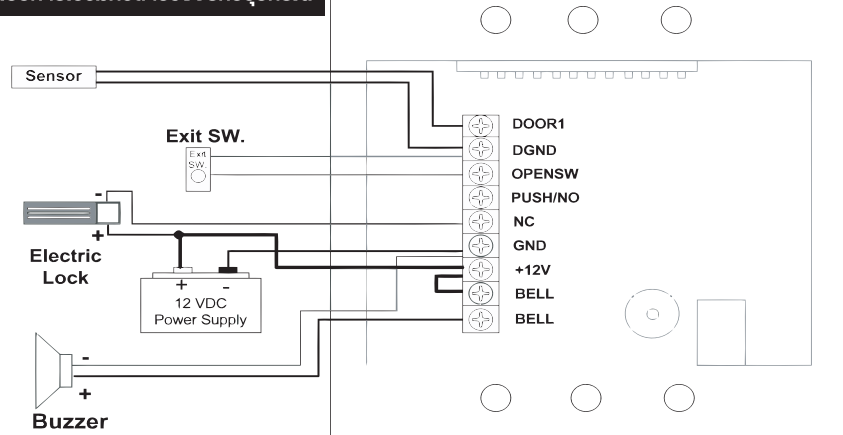 Sensor
Exit SW.
Exit
SW.
-
+
Electric
Lock
+ -
12 VDC
Power Supply
-
+
Buzzer
DOOR1
DGND
OPENSW
PUSH/NO
NC
GND
+12V
BELL
BELL